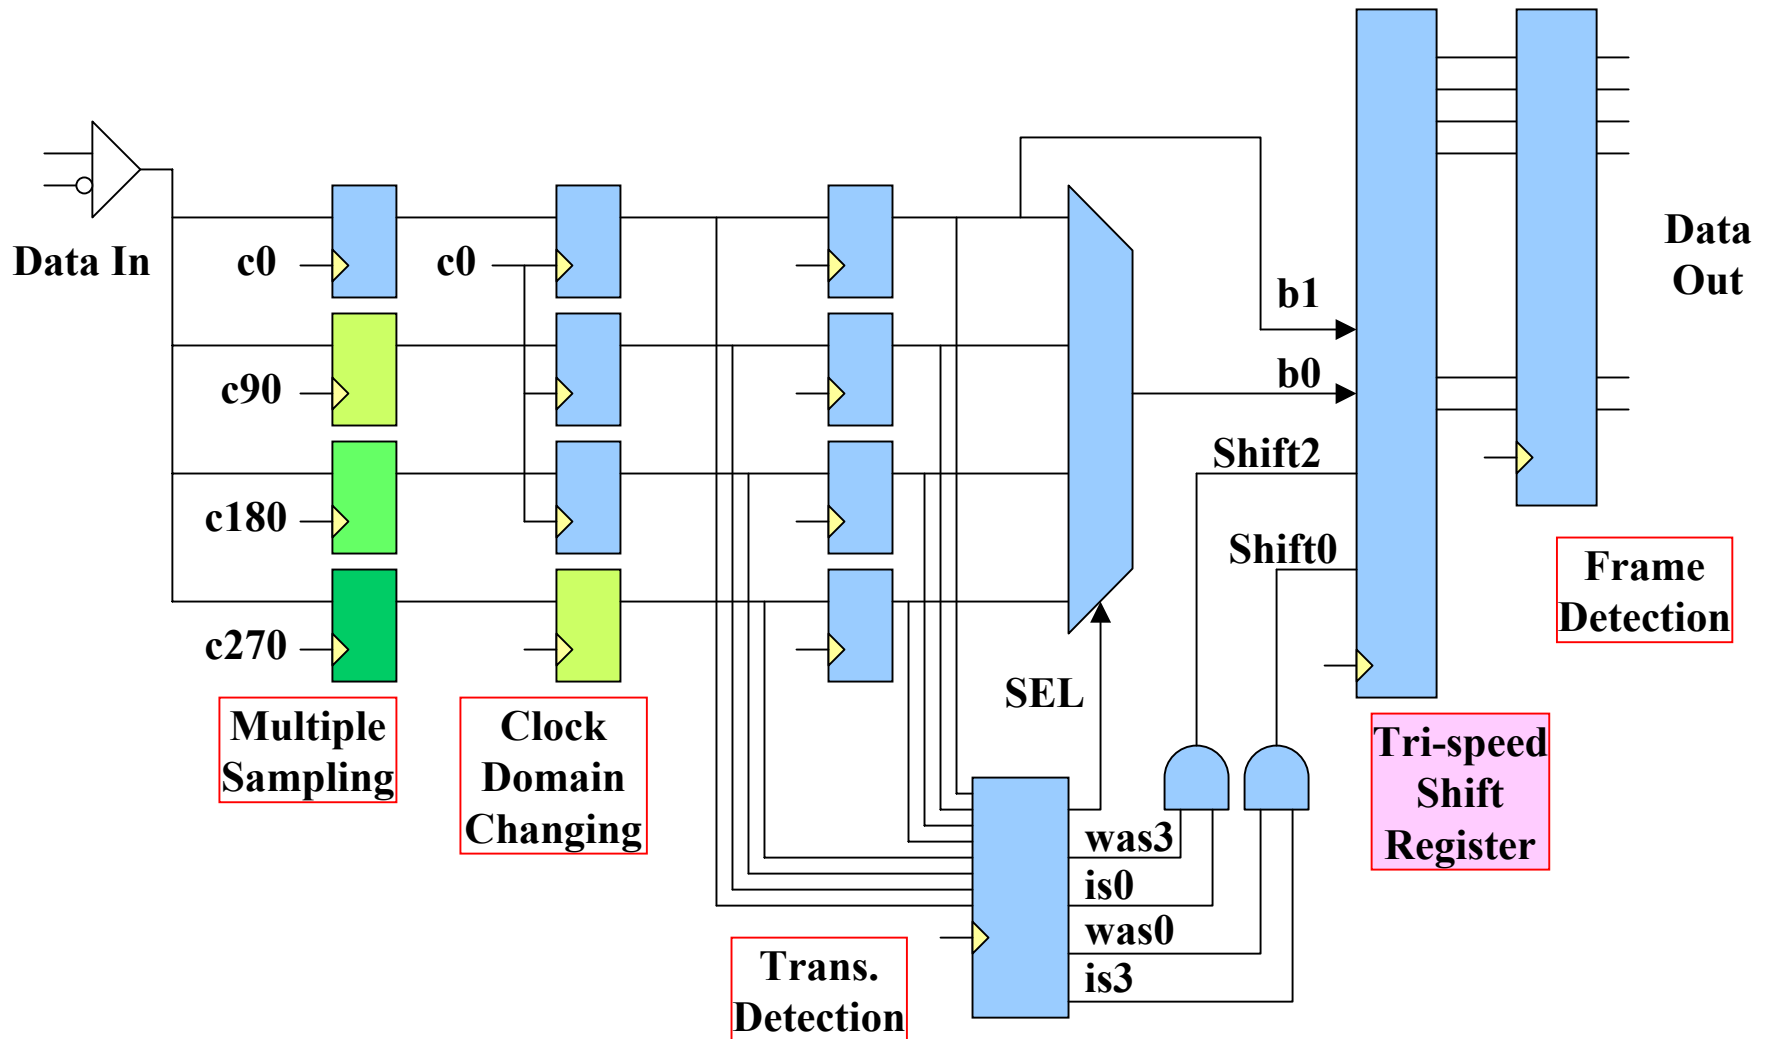 Data In
c0
c90
c180
c270
Multiple
Sampling
c0
Clock
Domain
Changing
Trans.
Detection
SEL
was3
is0
was0
is3
b1
b0
Shift2
Shift0
Tri-speed
Shift
Register
Frame
Detection
Data
Out